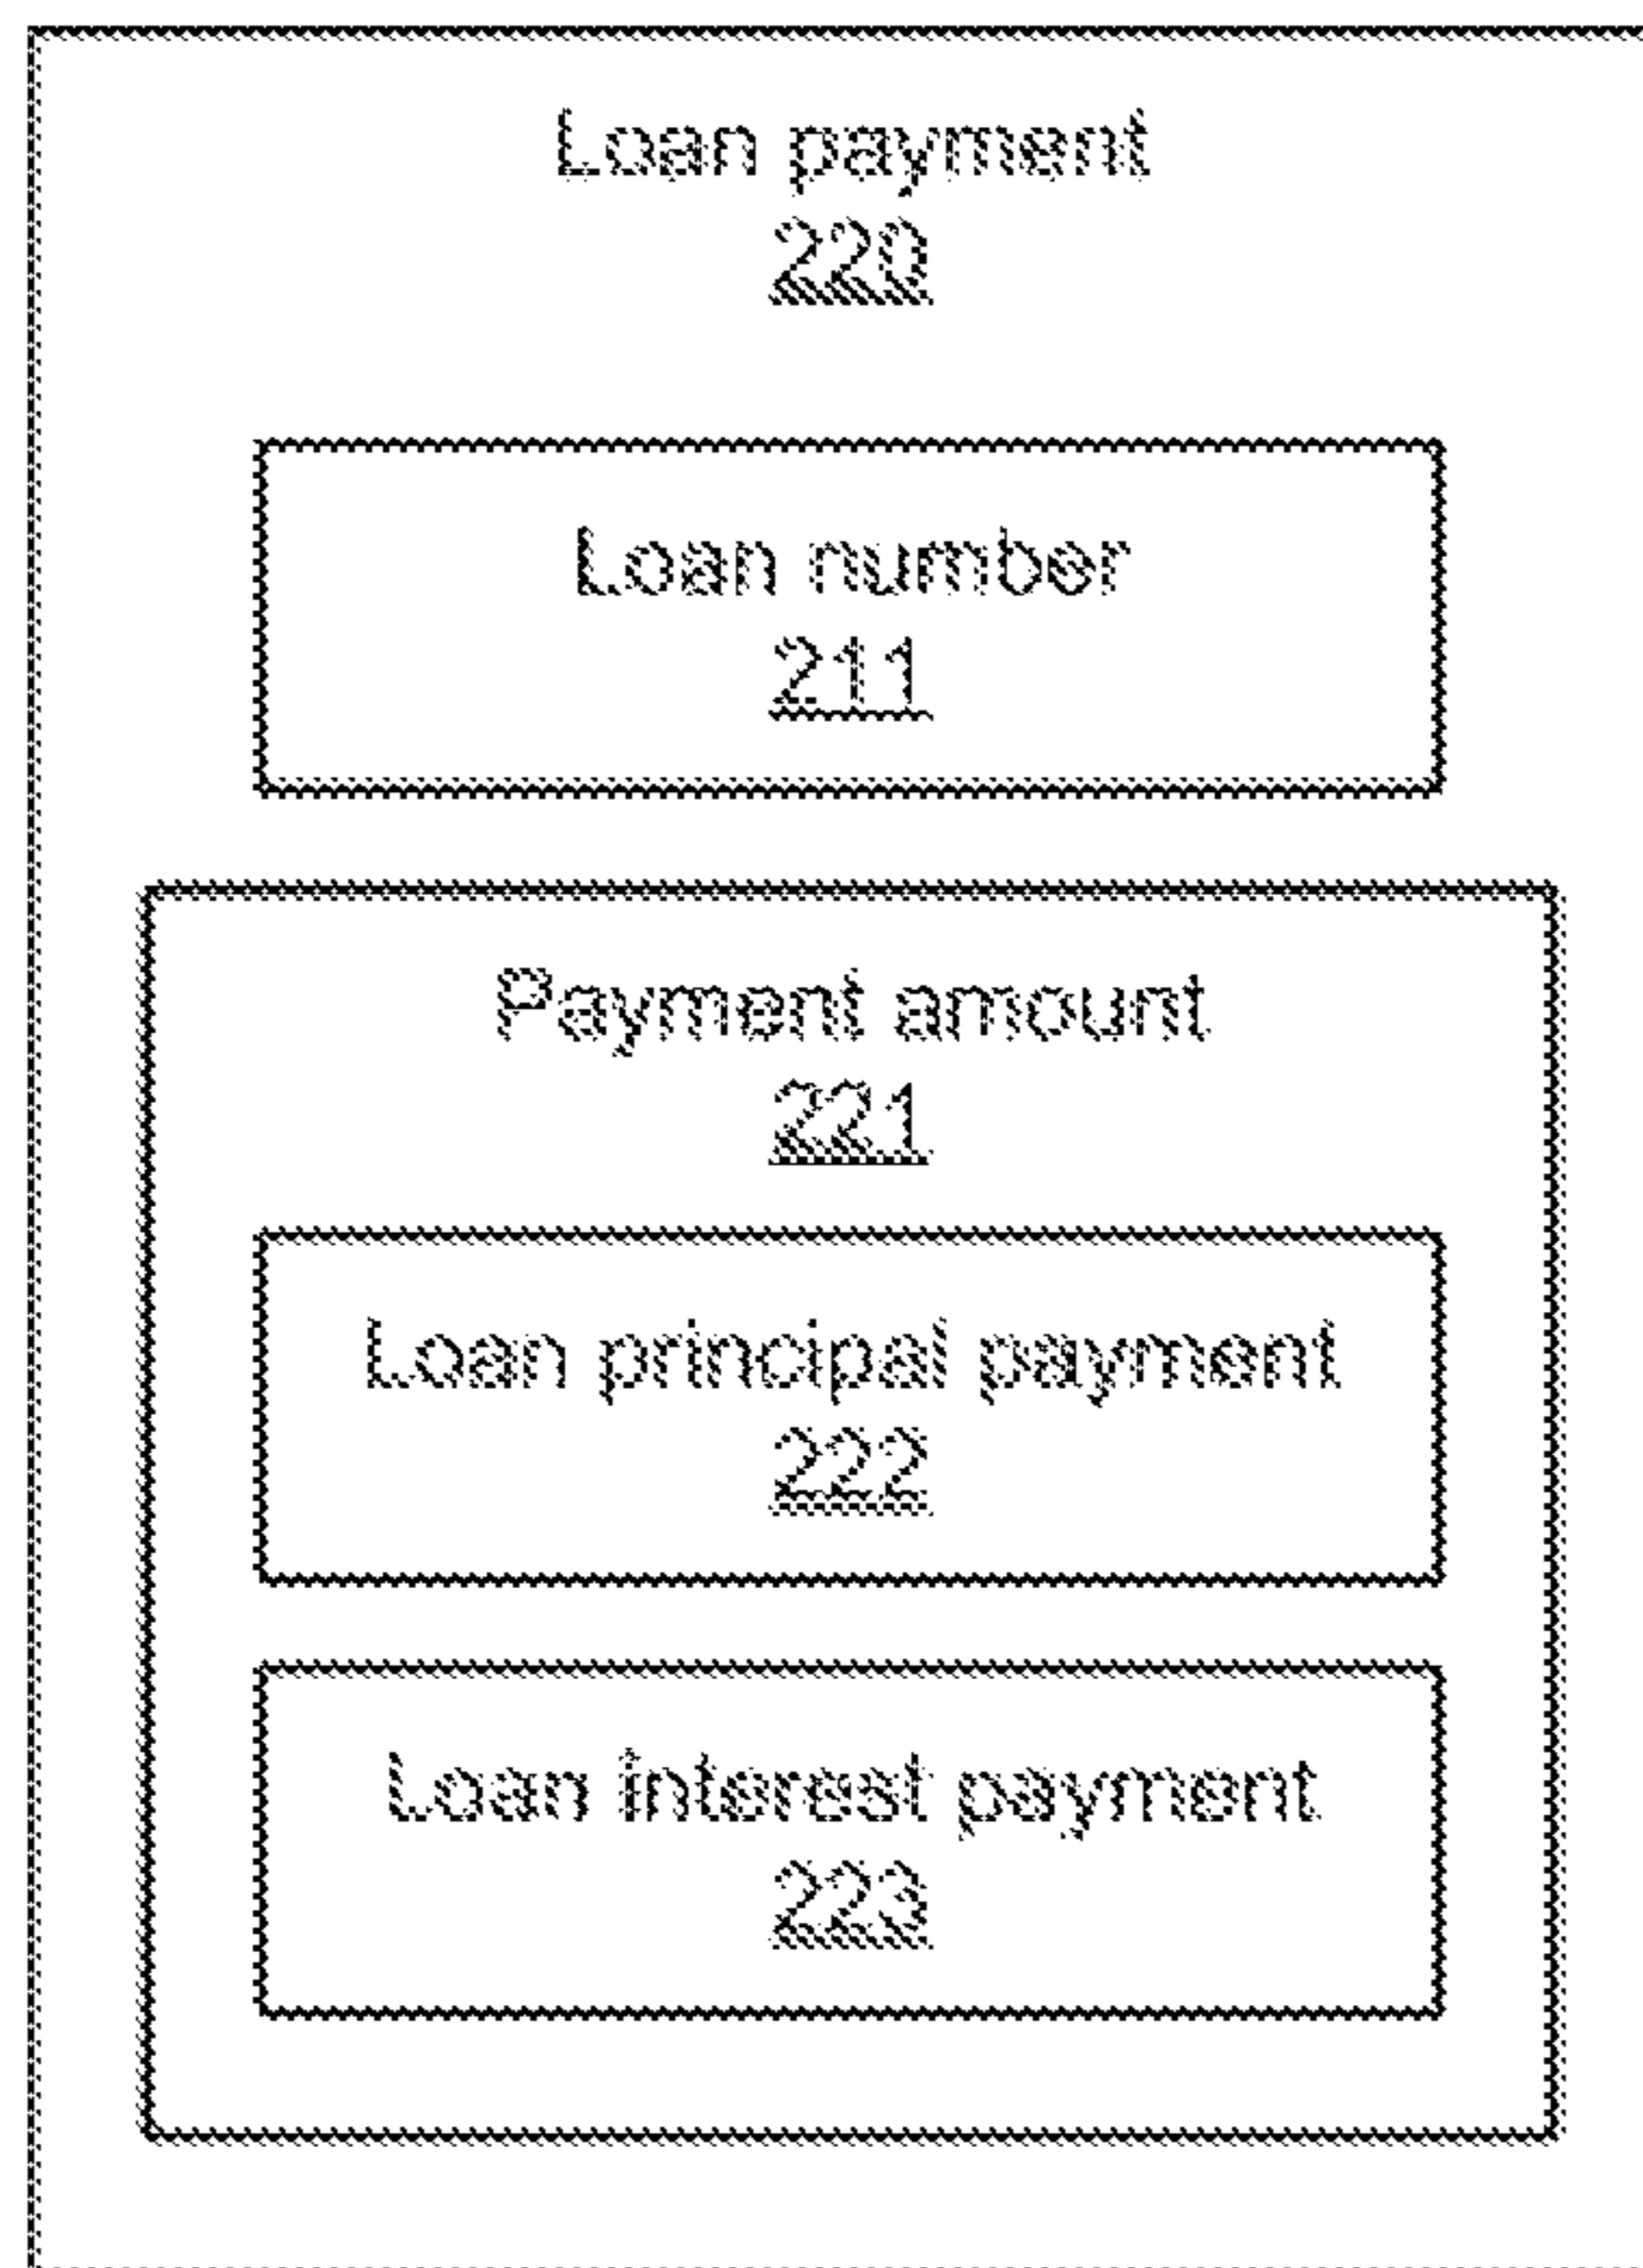 Loan payment
220
Loan number
211
Payment amount
221
Loan principal payment
222
Loan interest payment
223